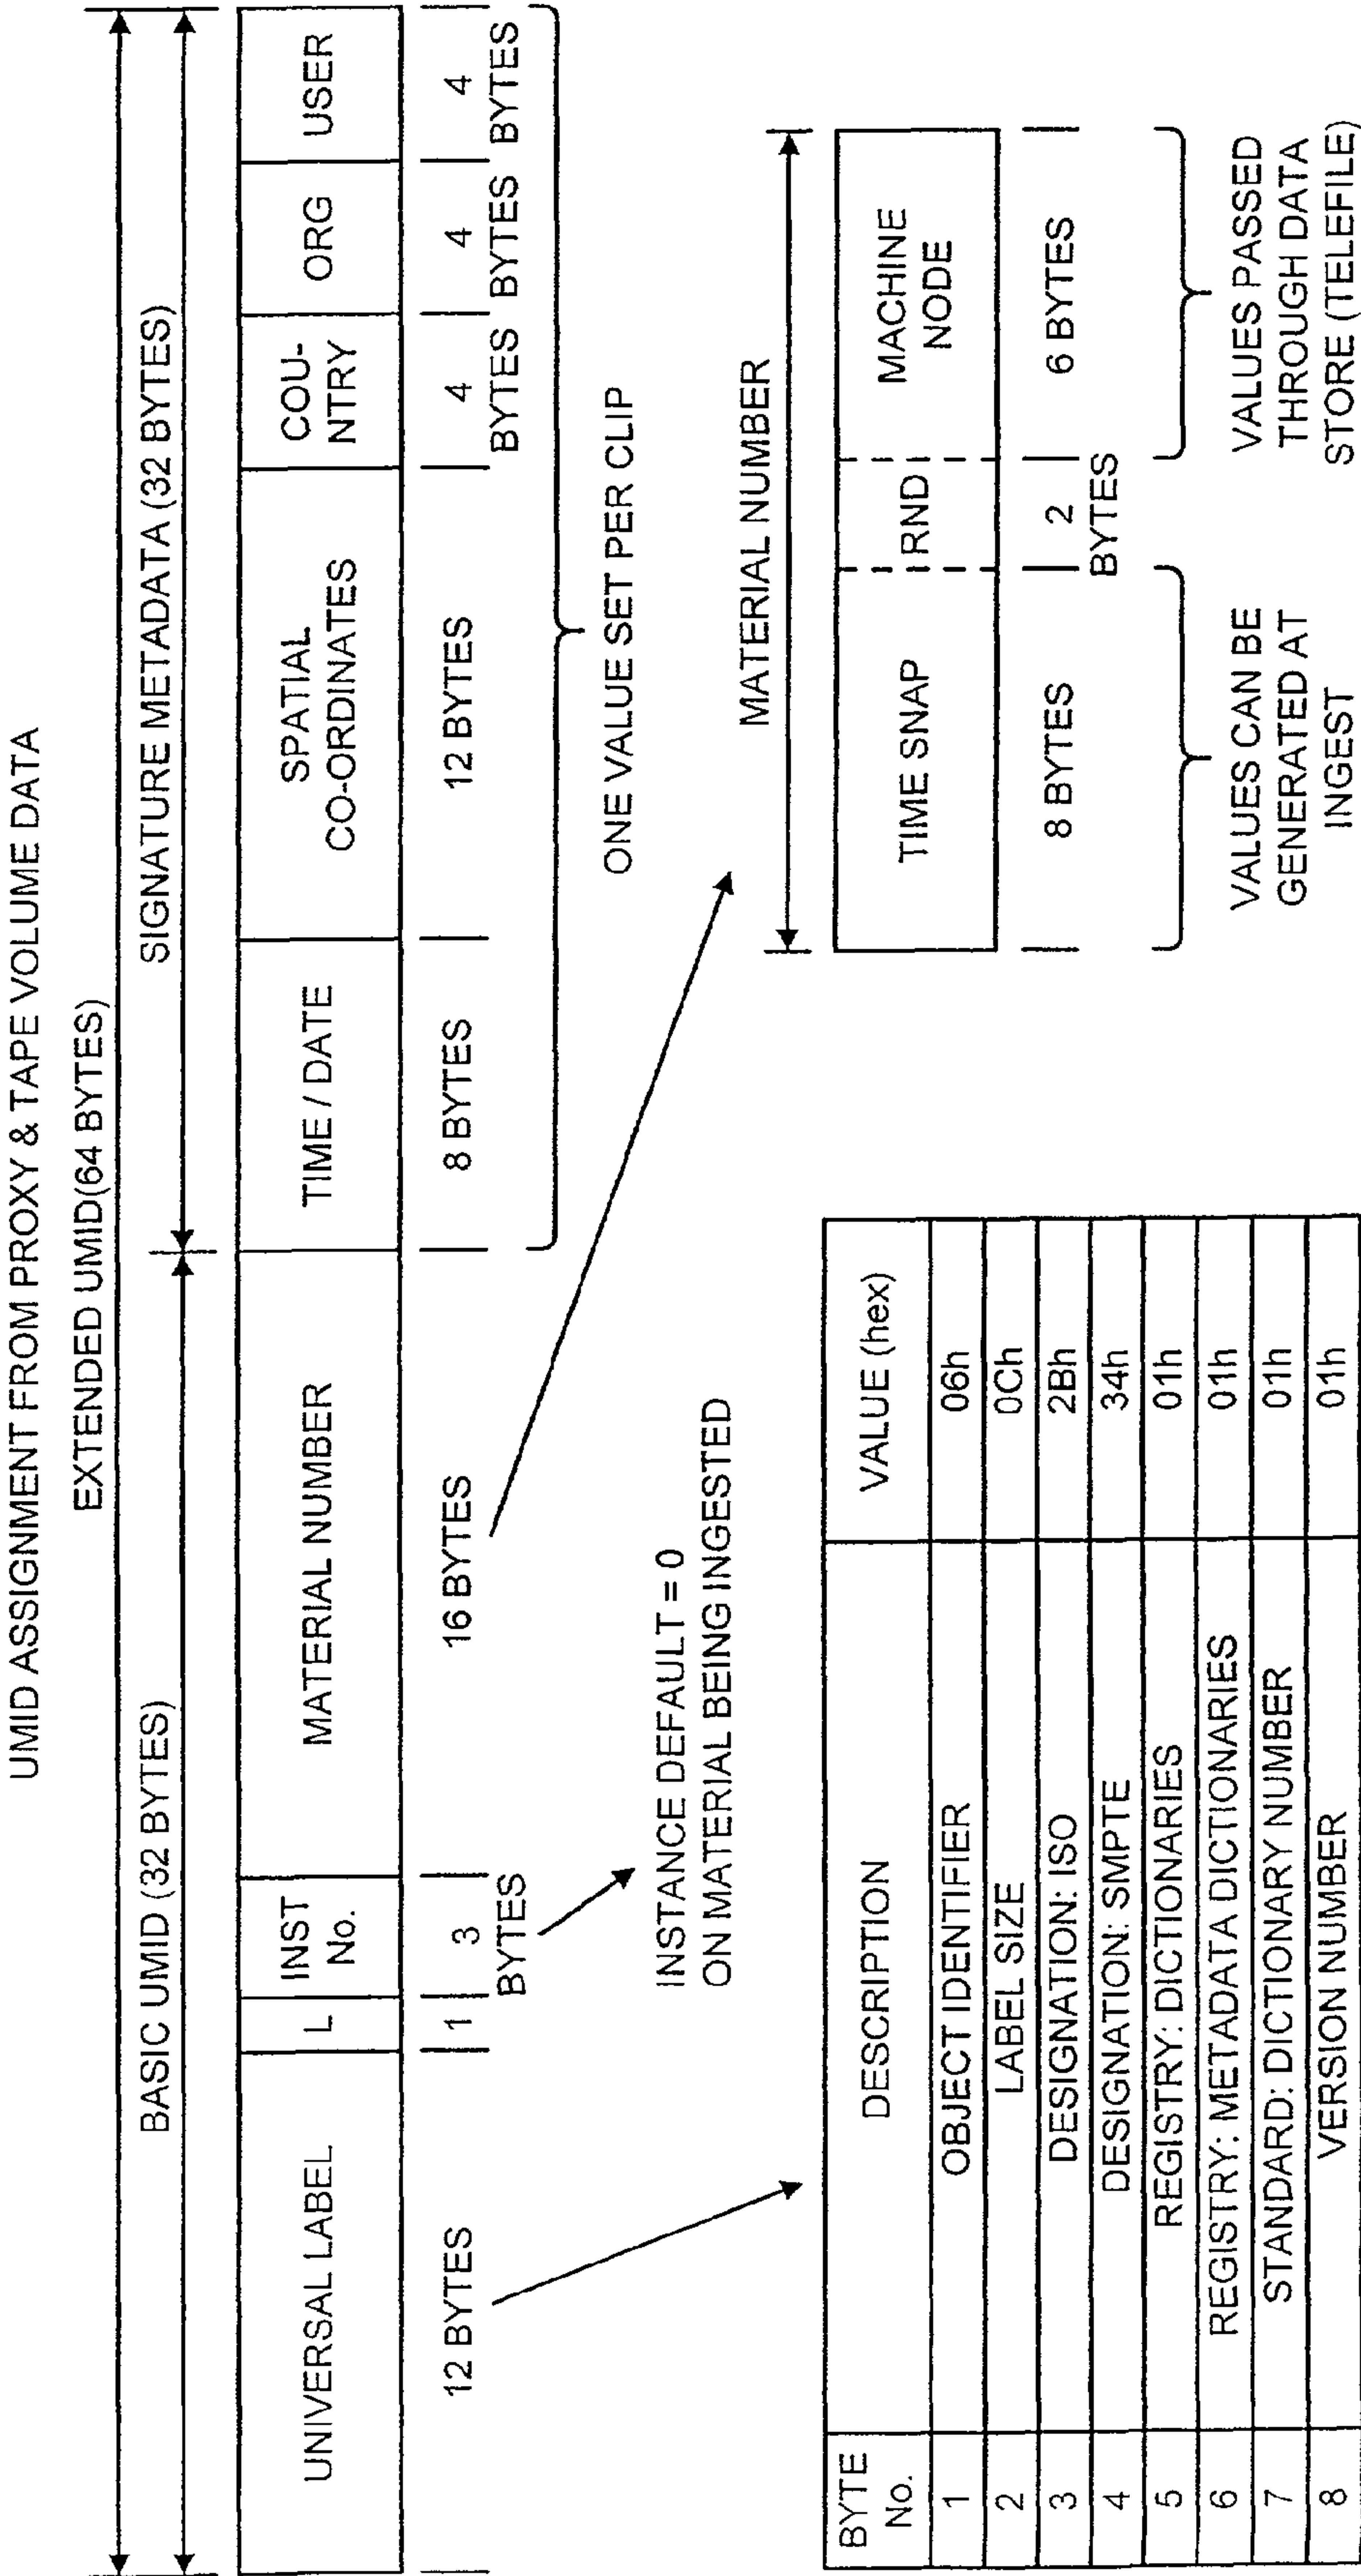 UMID ASSIGNMENT FROM PROXY & TAPE VOLUME DATA
EXTENDED UMID(64 BYTES)
BASIC UMID (32 BYTES)
SIGNATURE METADATA (32 BYTES)
UNIVERSAL LABEL
L
INST
No.
MATERIAL NUMBER
TIME / DATE
SPATIAL
CO-ORDINATES
COU-
NTRY
ORG
USER
12 BYTES
1
3
BYTES
16 BYTES
8 BYTES
12 BYTES
4
BYTES
4
BYTES
4
BYTES
ONE VALUE SET PER CLIP
INSTANCE DEFAULT = 0
ON MATERIAL BEING INGESTED
MATERIAL NUMBER
TIME SNAP
RND
MACHINE
NODE
8 BYTES
2
BYTES
6 BYTES
VALUES CAN BE
GENERATED AT
INGEST
VALUES PASSED
THROUGH DATA
STORE (TELEFILE)
BYTE
No.
DESCRIPTION
VALUE (hex)
1 OBJECT IDENTIFIER 06h
2 LABEL SIZE 0Ch
3 DESIGNATION: ISO 2Bh
4 DESIGNATION: SMPTE 34h
5 REGISTRY: DICTIONARIES 01h
6 REGISTRY: METADATA DICTIONARIES 01h
7 STANDARD: DICTIONARY NUMBER 01h
8 VERSION NUMBER 01h